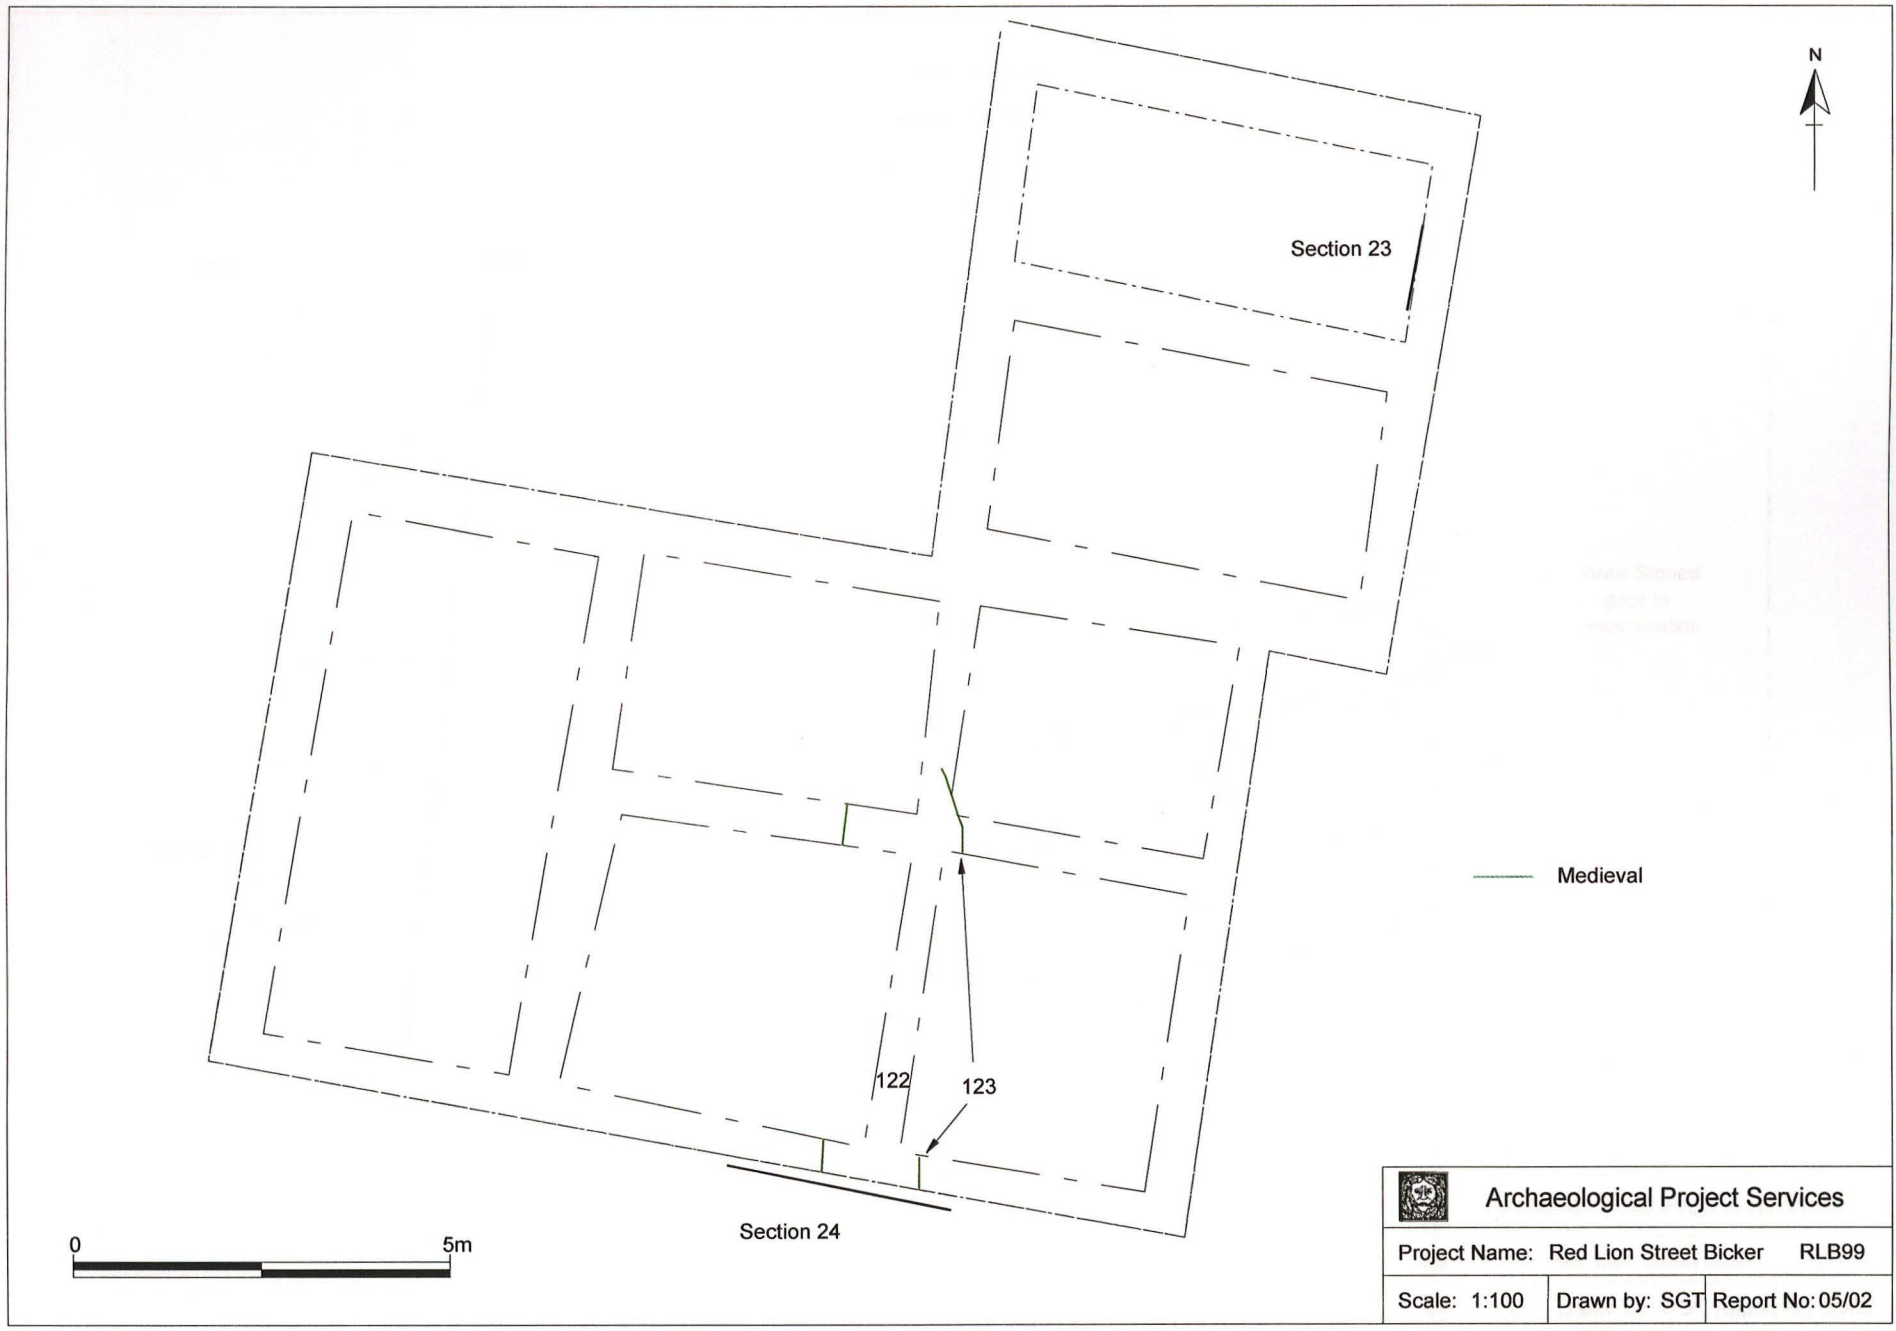 N
Section 23
Medieval
122
123
Section 24
0 5m
Archaeological Project Services
Project Name: Red Lion Street Bicker RLB99
Scale: 1:100 Drawn by: SGT Report No: 05/02